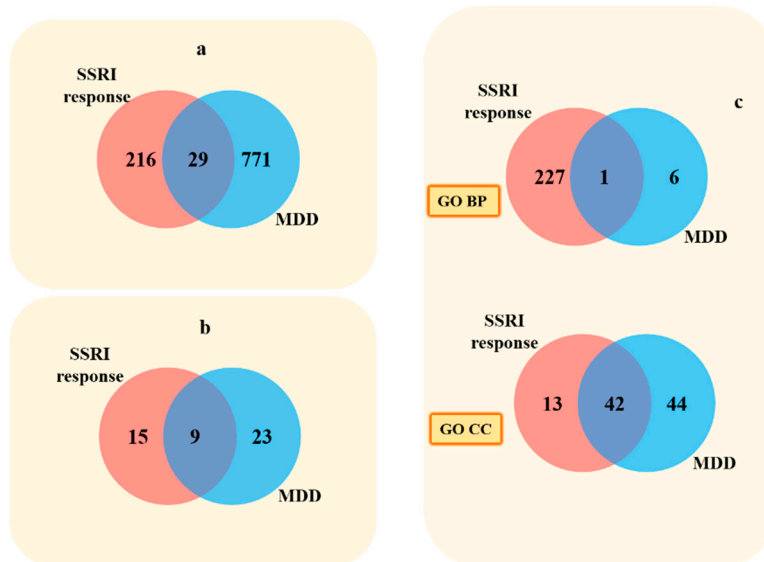 a
SSRI
response
216 29 771
MDD
b
SSRI
response
15 9 23
MDD
c
SSRI
response
227 1 6
GO BP
MDD
SSRI
response
13 42 44
GO CC
MDD